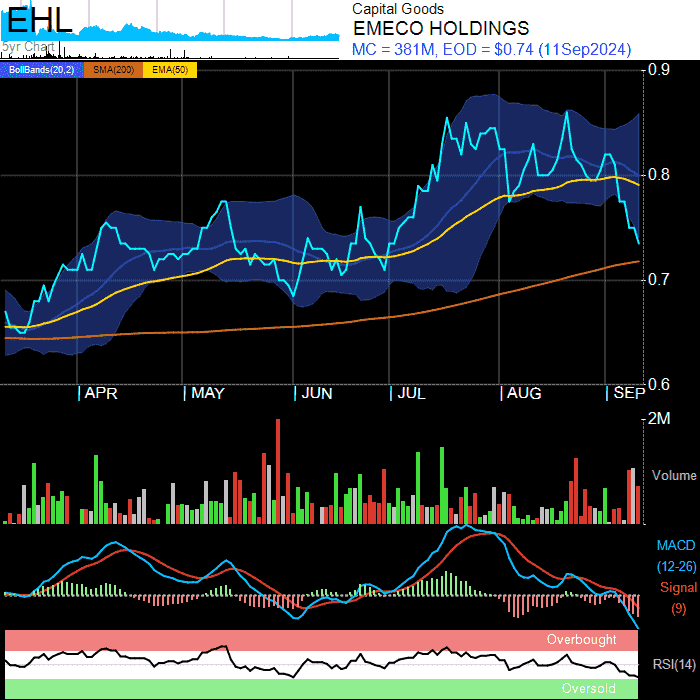 EHL
5yr Chart
Capital Goods
EMECO HOLDINGS
MC = 381M, EOD = $0.74 (11Sep2024)
BollBands(20,2) SMA(200) EMA(50)
0.9
0.8
0.7
0.6
APR MAY JUN JUL AUG SEP
2M
Volume
MACD
(12-26)
Signal
(9)
Overbought
RSI(14)
Oversold